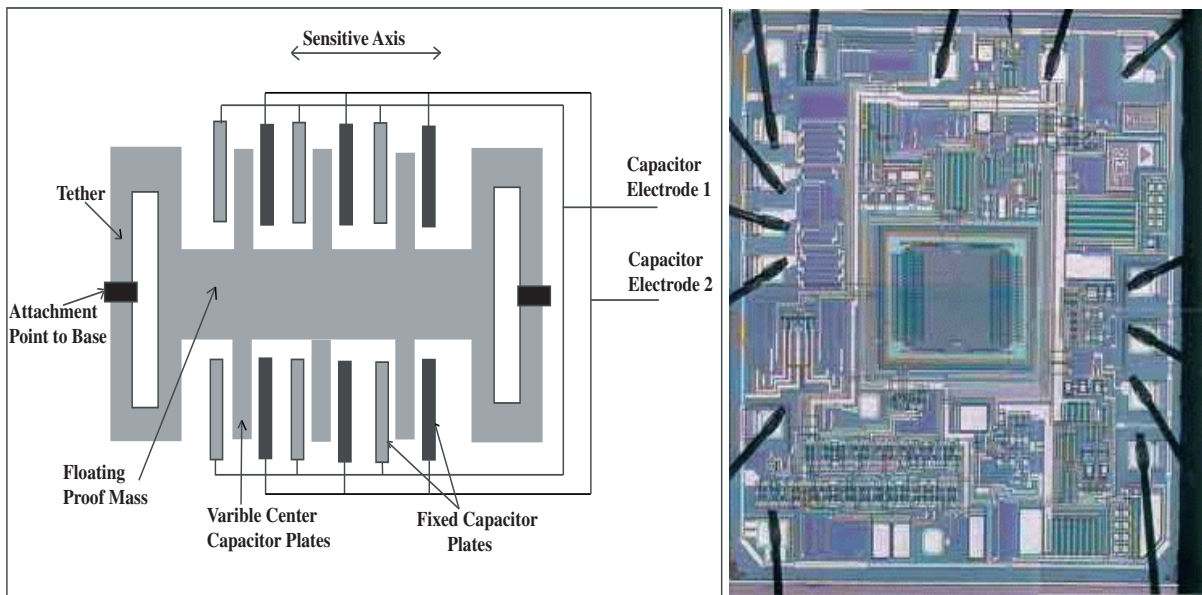 Sensitive Axis
Capacitor
Electrode 1
Tether
Capacitor
Electrode 2
Attachment
Point to Base
Floating
Proof Mass
Varible Center
Capacitor Plates
Fixed Capacitor
Plates